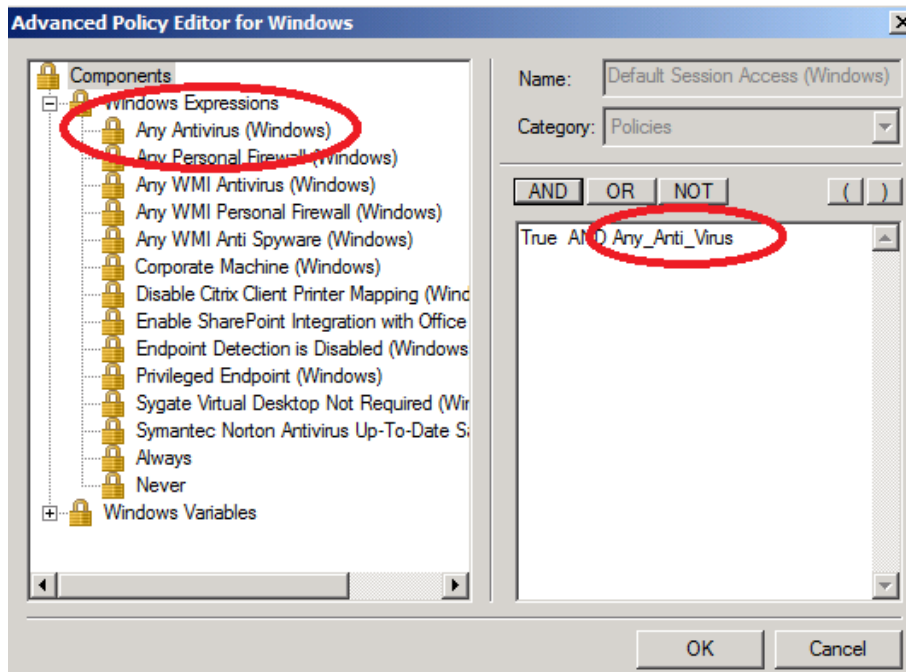 Advanced Policy Editor for Windows
Components
Windows Expressions
Any Antivirus (Windows)
Any Personal Firewall (Windows)
Any WMI Antivirus (Windows)
Any WMI Personal Firewall (Windows)
Any WMI Anti Spyware (Windows)
Corporate Machine (Windows)
Disable Citrix Client Printer Mapping (Wind
Enable SharePoint Integration with Office
Endpoint Detection is Disabled (Windows
Privileged Endpoint (Windows)
Sygate Virtual Desktop Not Required (Wir
Symantec Norton Antivirus Up-To-Date Sa
Always
Never
Windows Variables
Name: Default Session Access (Windows)
Category: Policies
AND OR NOT ( )
True AND Any_Anti_Virus
OK Cancel